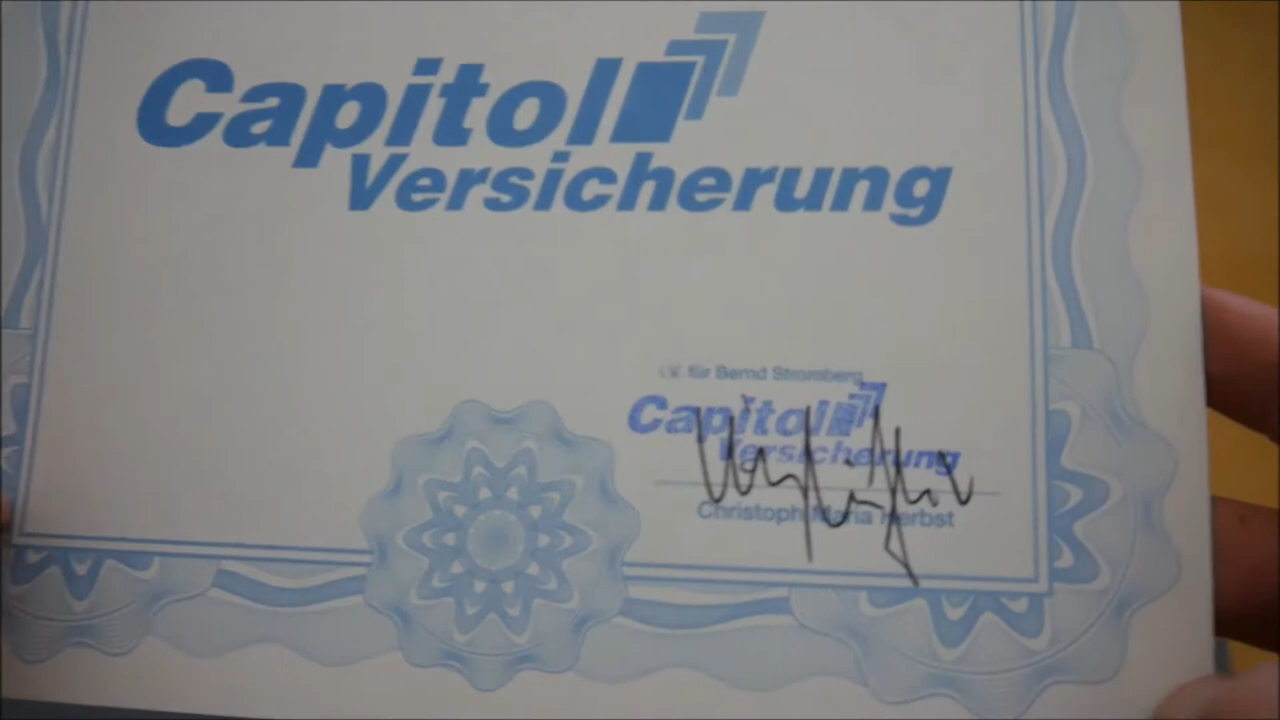 Capitol
Versicherung
i.V. für Bernd Stromberg
Capitol
Versicherung
Christoph Maria Herbst